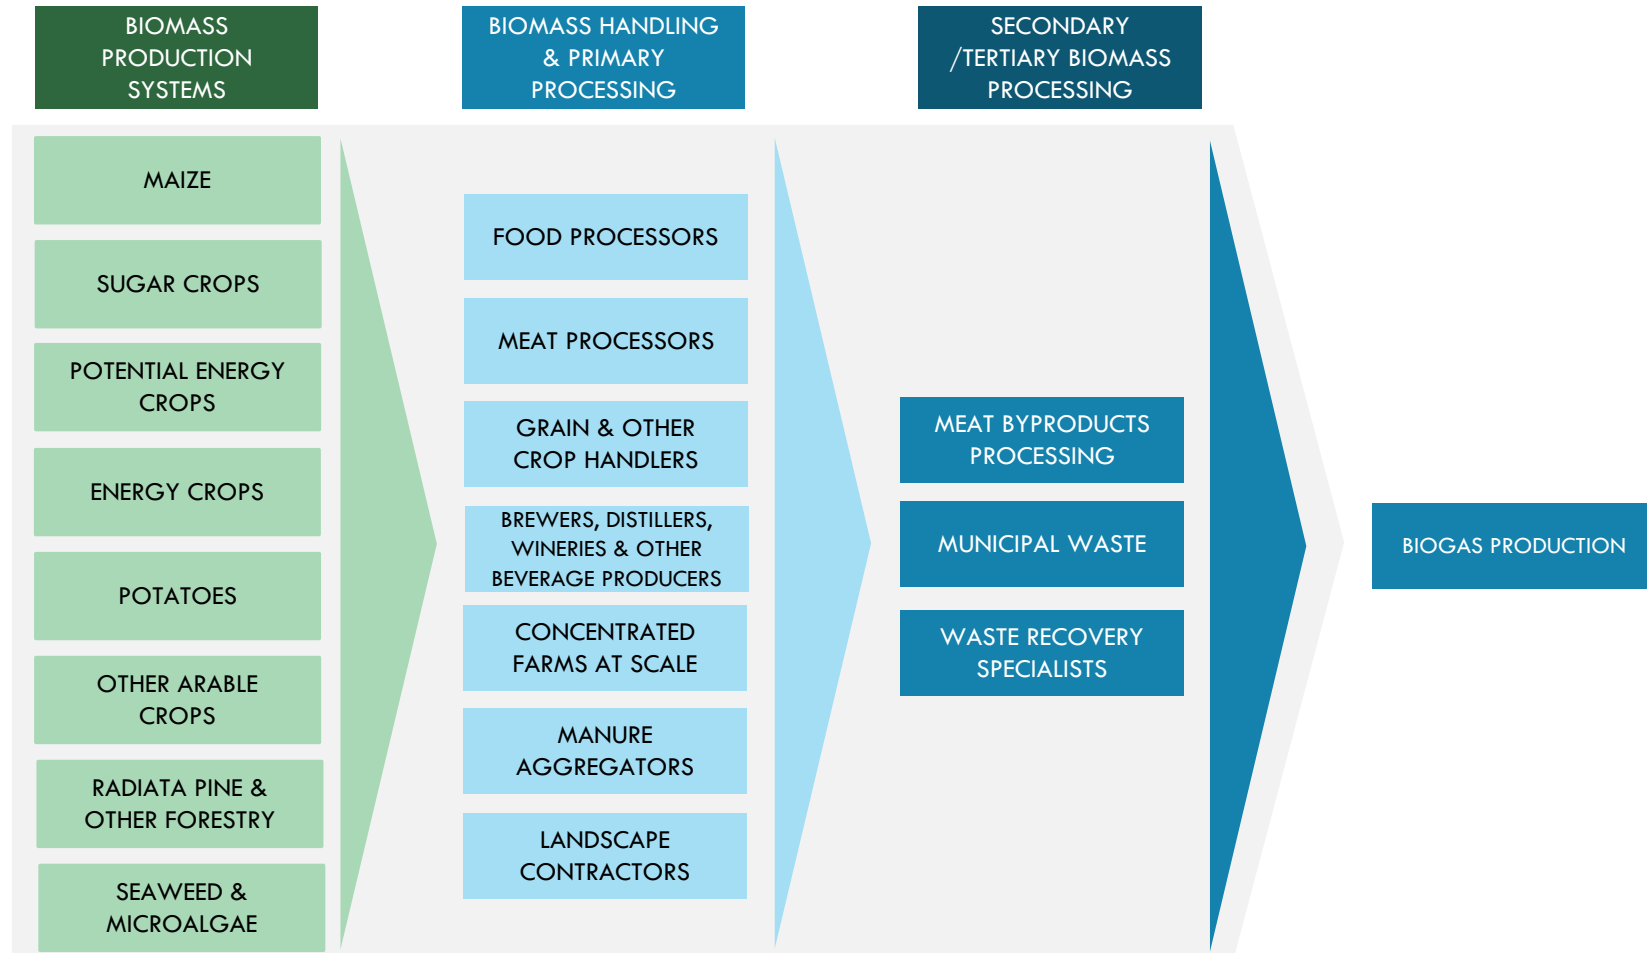 BIOMASS
PRODUCTION
SYSTEMS
BIOMASS HANDLING
& PRIMARY
PROCESSING
SECONDARY
/TERTIARY BIOMASS
PROCESSING
MAIZE
SUGAR CROPS
POTENTIAL ENERGY
CROPS
ENERGY CROPS
POTATOES
OTHER ARABLE
CROPS
RADIATA PINE &
OTHER FORESTRY
SEAWEED &
MICROALGAE
FOOD PROCESSORS
MEAT PROCESSORS
GRAIN & OTHER
CROP HANDLERS
BREWERS, DISTILLERS,
WINERIES & OTHER
BEVERAGE PRODUCERS
CONCENTRATED
FARMS AT SCALE
MANURE
AGGREGATORS
LANDSCAPE
CONTRACTORS
MEAT BYPRODUCTS
PROCESSING
MUNICIPAL WASTE
WASTE RECOVERY
SPECIALISTS
BIOGAS PRODUCTION